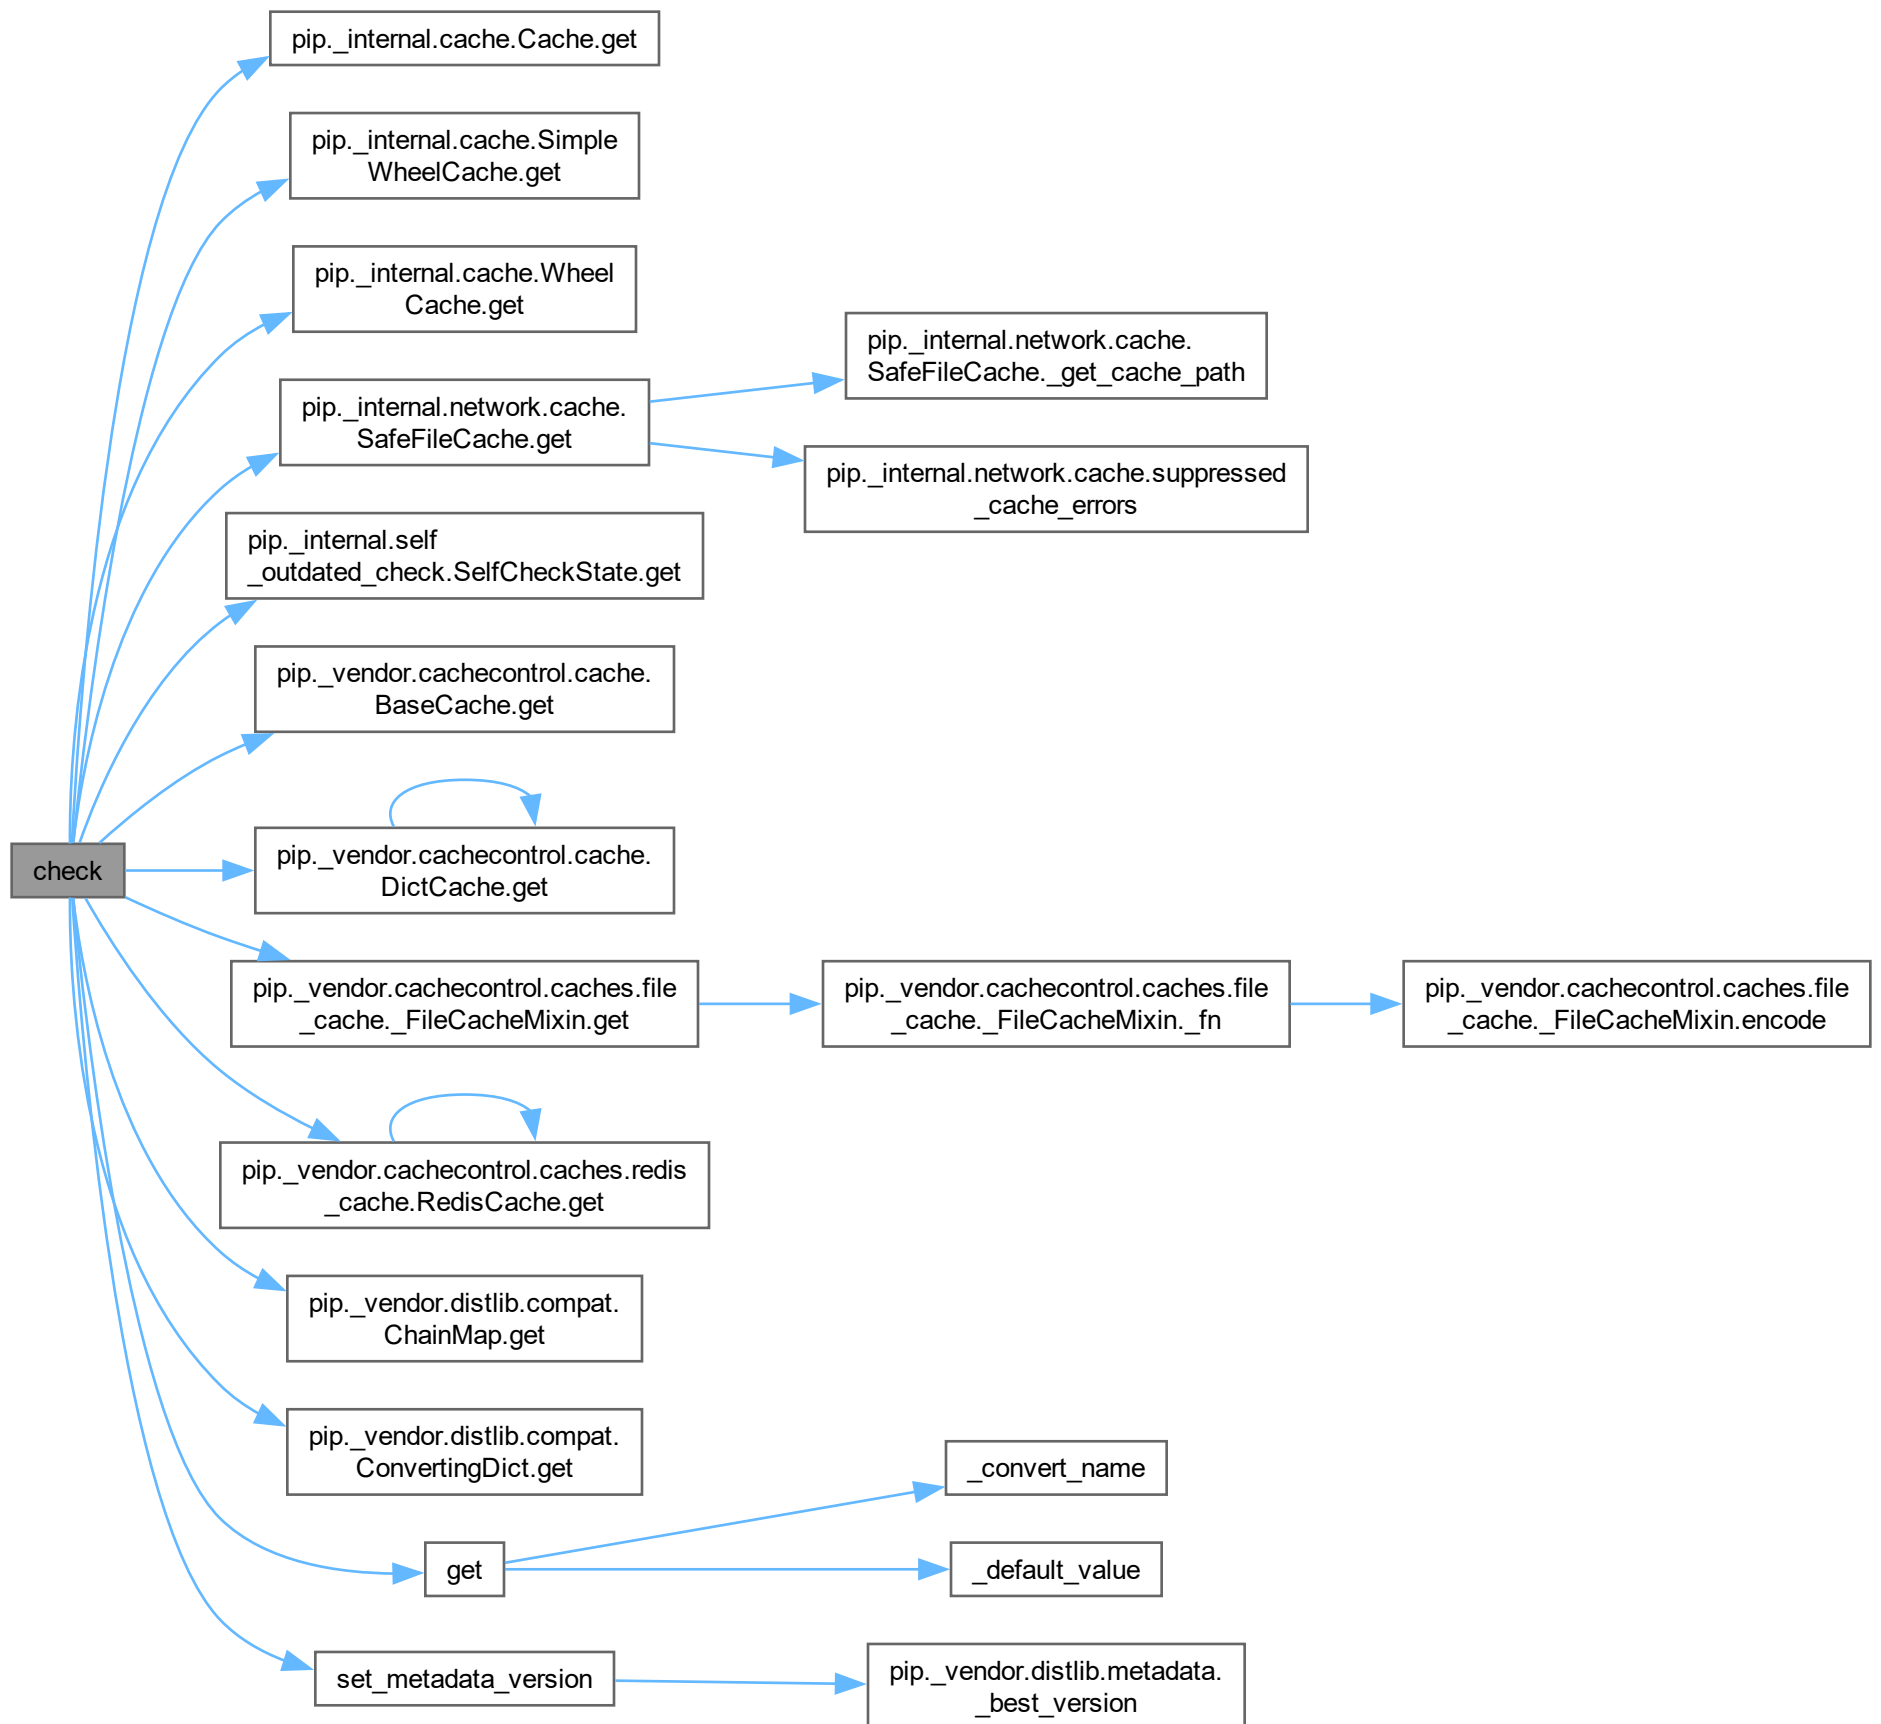 pip._internal.cache.Cache.get
pip._internal.cache.Simple
WheelCache.get
pip._internal.cache.Wheel
Cache.get
pip._internal.network.cache.
SafeFileCache._get_cache_path
pip._internal.network.cache.
SafeFileCache.get
pip._internal.network.cache.suppressed
_cache_errors
pip._internal.self
_outdated_check.SelfCheckState.get
pip._vendor.cachecontrol.cache.
BaseCache.get
check
pip._vendor.cachecontrol.cache.
DictCache.get
pip._vendor.cachecontrol.caches.file
_cache._FileCacheMixin.get
pip._vendor.cachecontrol.caches.file
_cache._FileCacheMixin._fn
pip._vendor.cachecontrol.caches.file
_cache._FileCacheMixin.encode
pip._vendor.cachecontrol.caches.redis
_cache.RedisCache.get
pip._vendor.distlib.compat.
ChainMap.get
pip._vendor.distlib.compat.
ConvertingDict.get
_convert_name
get
_default_value
set_metadata_version
pip._vendor.distlib.metadata.
_best_version